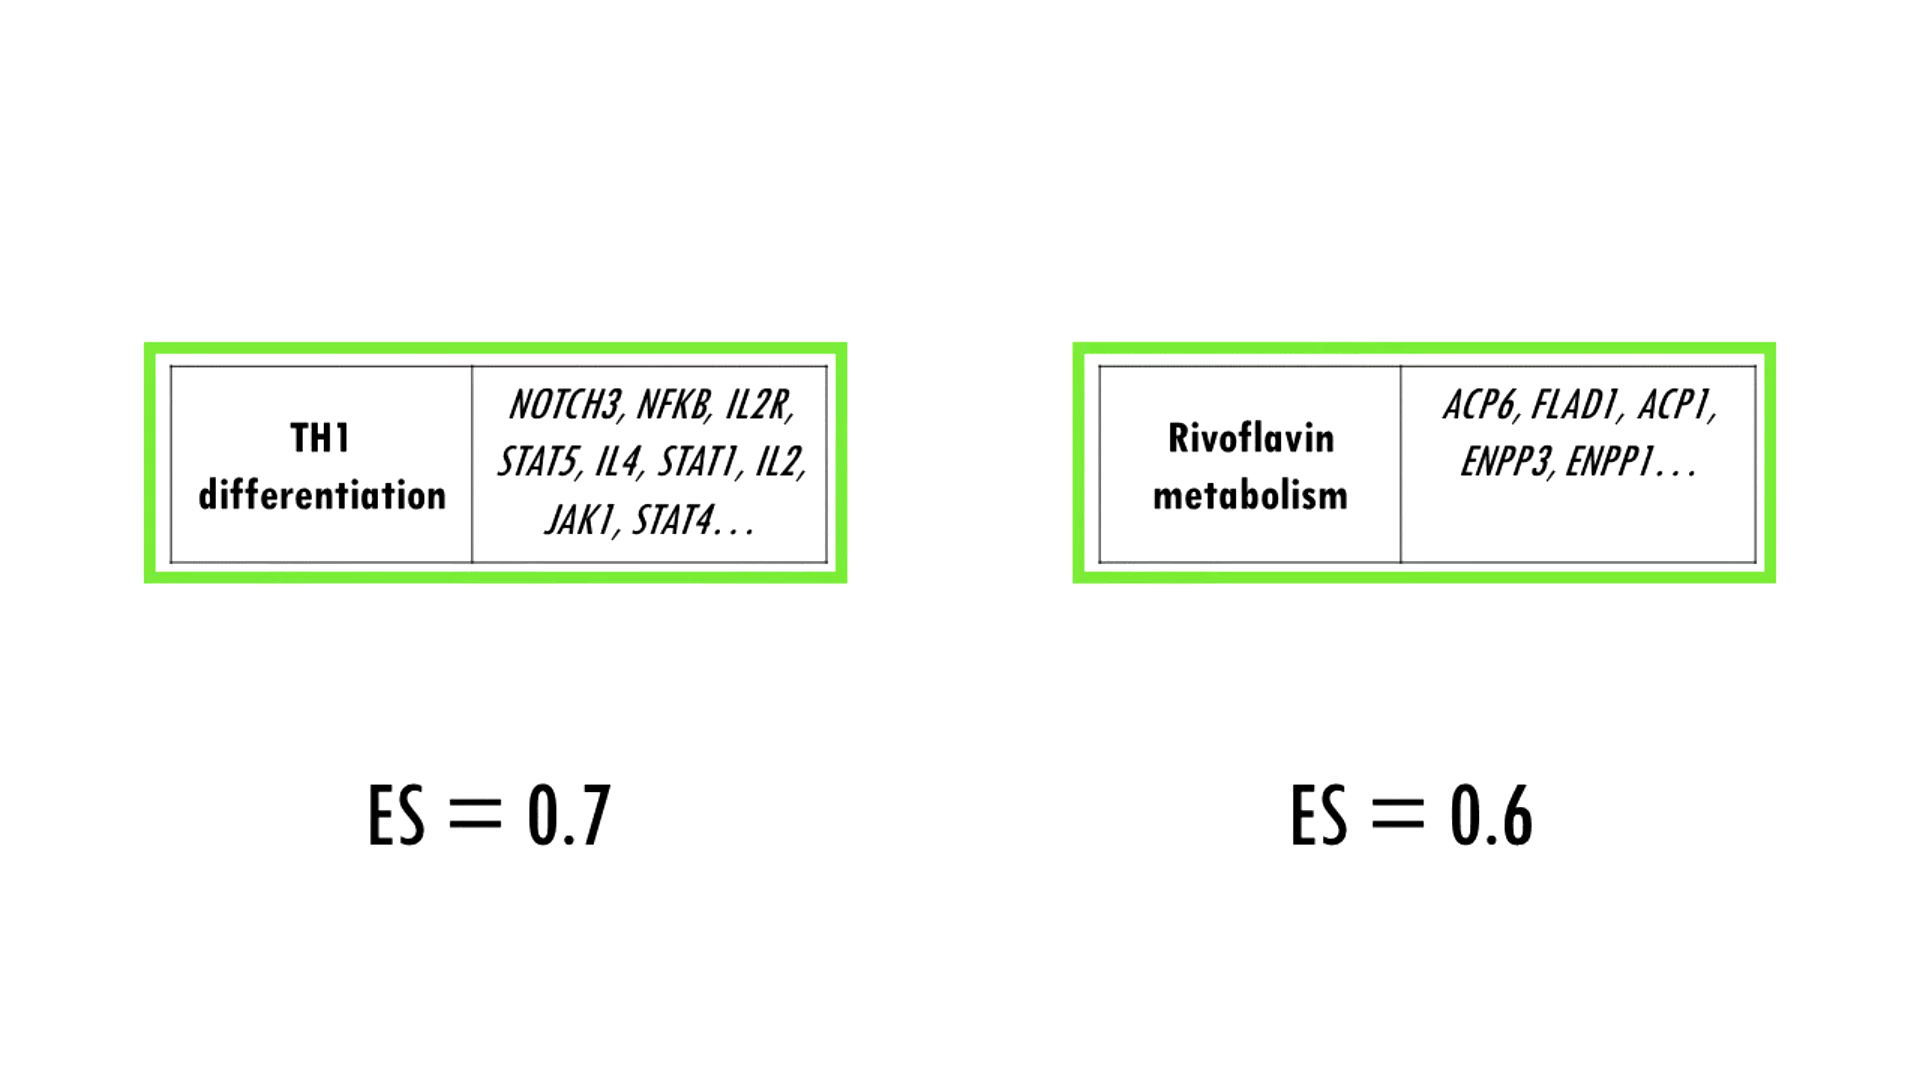 TH1
differentiation
NOTCH3, NFKB, IL2R,
STAT5, IL4, STAT1, IL2,
JAK1, STAT4...
Rivoflavin
metabolism
ACP6, FLAD1, ACP1,
ENPP3, ENPP1...
ES = 0.7
ES = 0.6